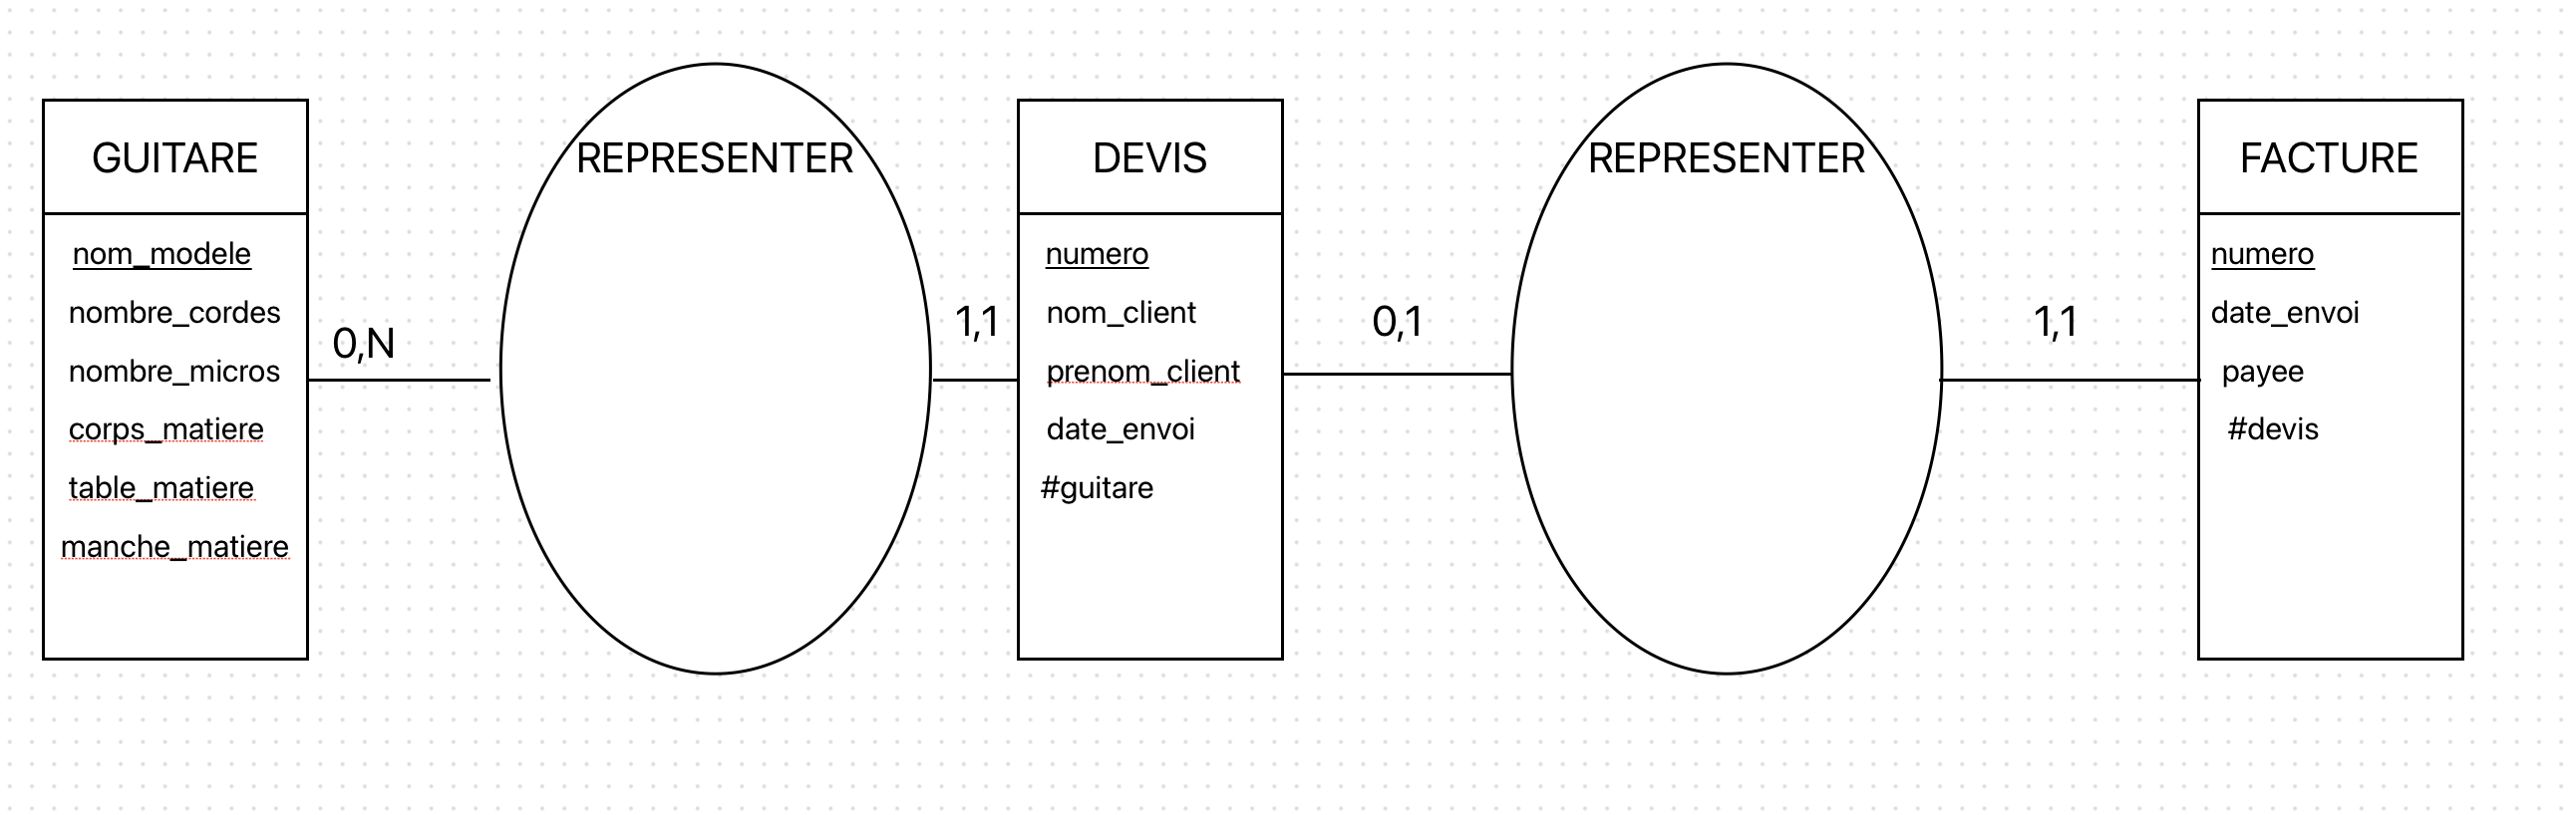 GUITARE
nom_modele
nombre_cordes
nombre_micros
corps_matiere
table_matiere
manche_matiere
0,N
REPRESENTER
1,1
DEVIS
numero
nom_client
prenom_client
date_envoi
#guitare
0,1
REPRESENTER
1,1
FACTURE
numero
date_envoi
payee
#devis